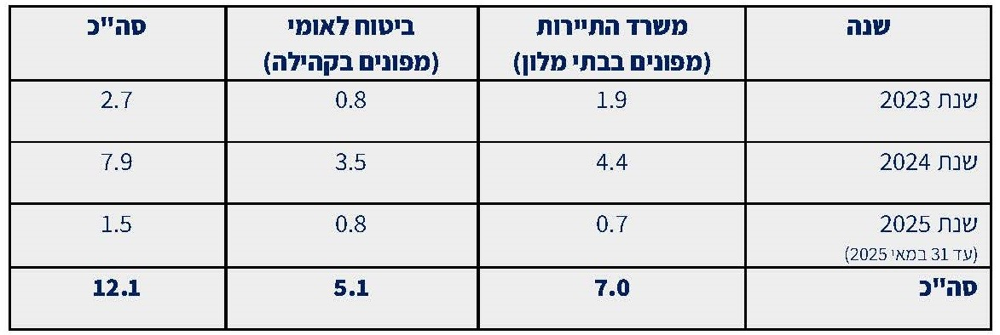 שנה משרד התיירות ביטוח לאומי סה"כ
(מפונים בבתי מלון) (מפונים בקהילה)
שנת 2023 1.9 0.8 2.7
שנת 2024 4.4 3.5 7.9
שנת 2025 0.7 0.8 1.5
(עד 31 במאי 2025)
סה"כ 7.0 5.1 12.1